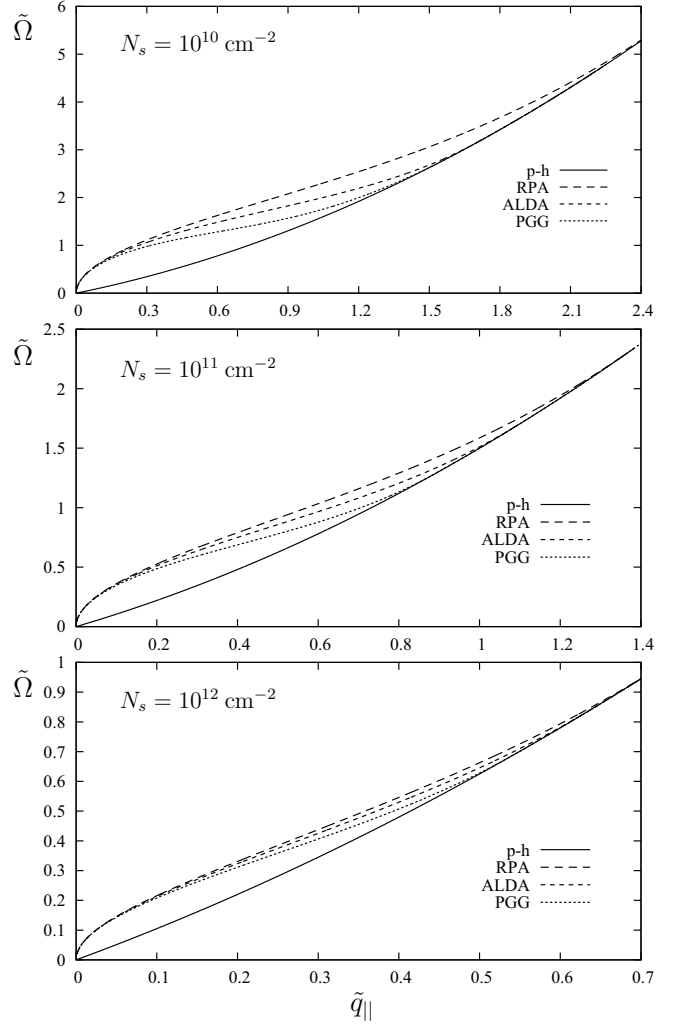 Ω̃
6
5
4
3
2
1
0
N_s = 10^10 cm^−2
p-h
RPA
ALDA
PGG
0 0.3 0.6 0.9 1.2 1.5 1.8 2.1 2.4
Ω̃
2.5
2
1.5
1
0.5
0
N_s = 10^11 cm^−2
p-h
RPA
ALDA
PGG
0 0.2 0.4 0.6 0.8 1 1.2 1.4
Ω̃
1
0.9
0.8
0.7
0.6
0.5
0.4
0.3
0.2
0.1
0
N_s = 10^12 cm^−2
p-h
RPA
ALDA
PGG
0 0.1 0.2 0.3 0.4 0.5 0.6 0.7
q̃_||